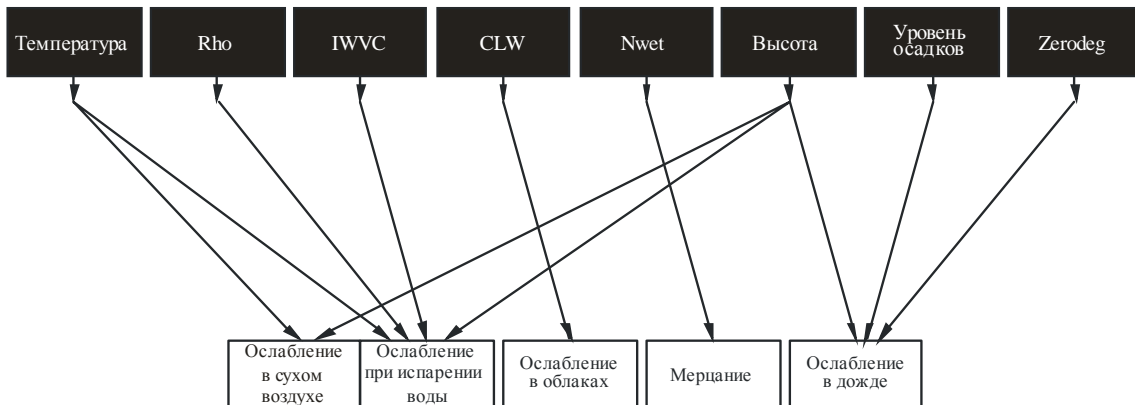 Температура
Rho
IWVC
CLW
Nwet
Высота
Уровень
осадков
Zerodeg
Ослабление
в сухом
воздухе
Ослабление
при испарении
воды
Ослабление
в облаках
Мерцание
Ослабление
в дожде